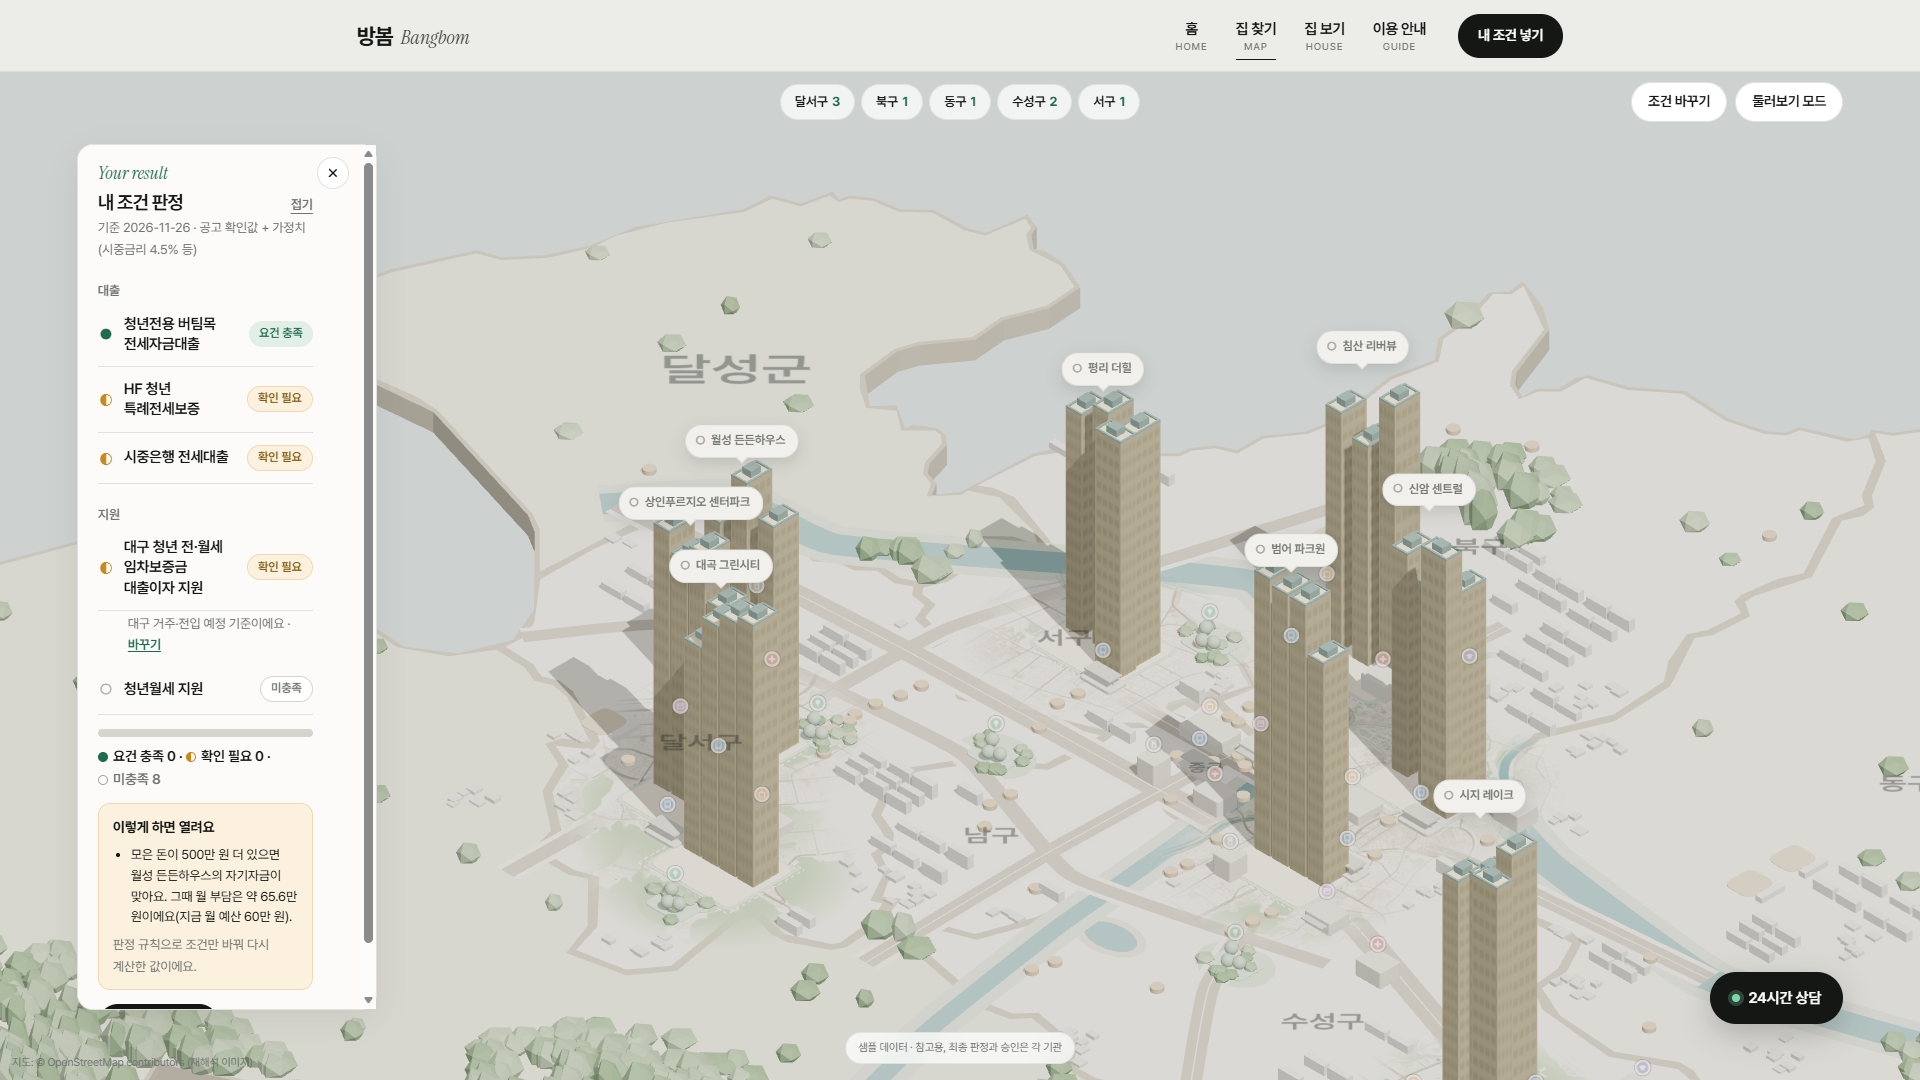 방봄 Bangbom
홈
HOME
집 찾기
MAP
집 보기
HOUSE
이용 안내
GUIDE
내 조건 넣기
달서구 3
북구 1
동구 1
수성구 2
서구 1
조건 바꾸기
둘러보기 모드
Your result
내 조건 판정
접기
기준 2026-11-26 · 공고 확인값 + 가정치
(시중금리 4.5% 등)
대출
청년전용 버팀목
전세자금대출
요건 충족
HF 청년
특례전세보증
확인 필요
시중은행 전세대출
확인 필요
지원
대구 청년 전·월세
임차보증금
대출이자 지원
확인 필요
대구 거주·전입 예정 기준이에요 ·
바꾸기
청년월세 지원
미충족
요건 충족 0 · 확인 필요 0 ·
미충족 8
이렇게 하면 열려요
• 모은 돈이 500만 원 더 있으면
월성 든든하우스의 자기자금이
맞아요. 그때 월 부담은 약 65.6만
원이에요(지금 월 예산 60만 원).
판정 규칙으로 조건만 바꿔 다시
계산한 값이에요.
달성군
평리 더힐
침산 리버뷰
월성 든든하우스
상인푸르지오 센터파크
신암 센트럴
대곡 그린시티
범어 파크원
북구
서구
달서구
중구
동구
시지 레이크
남구
수성구
24시간 상담
샘플 데이터 · 참고용, 최종 판정과 승인은 각 기관
지도: © OpenStreetMap contributors (재해석 이미지)